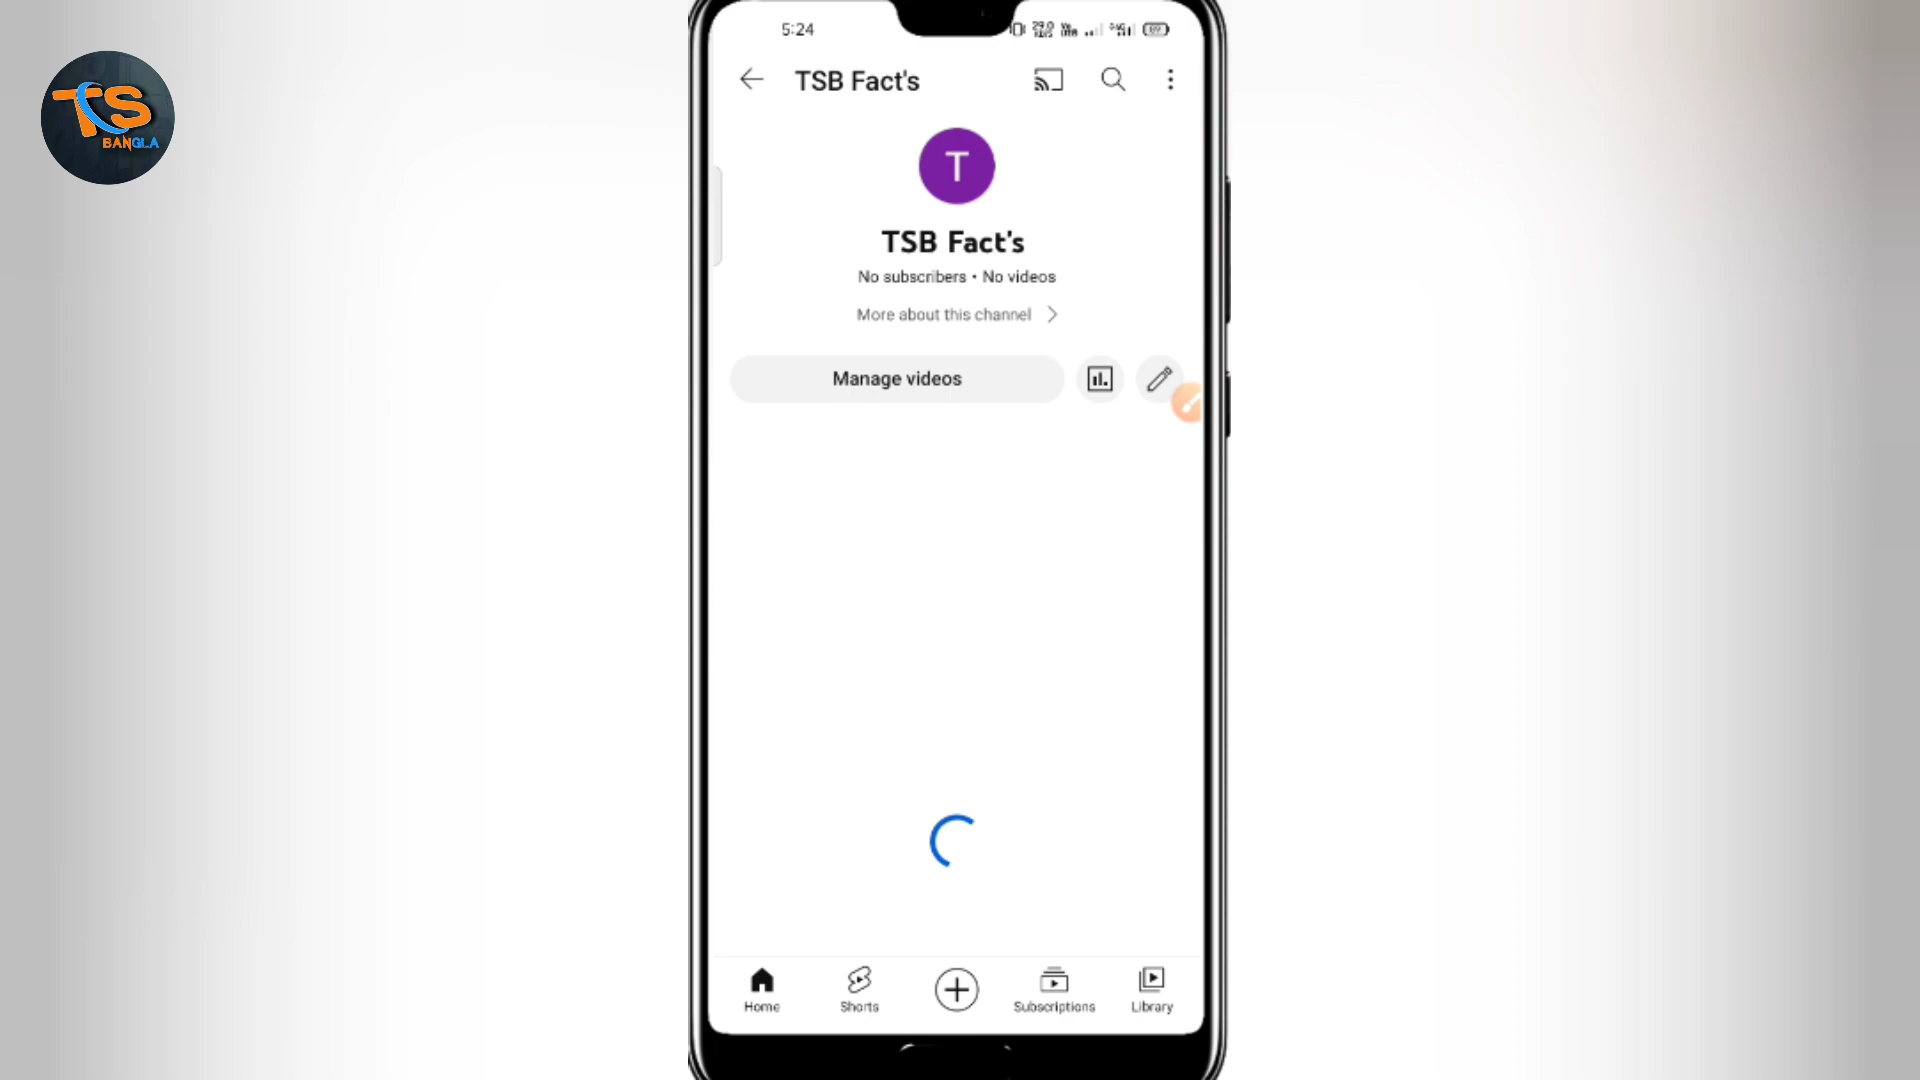 TS
BANGLA
5:24
TSB Fact's
T
TSB Fact's
No subscribers • No videos
More about this channel
Manage videos
Home
Shorts
Subscriptions
Library